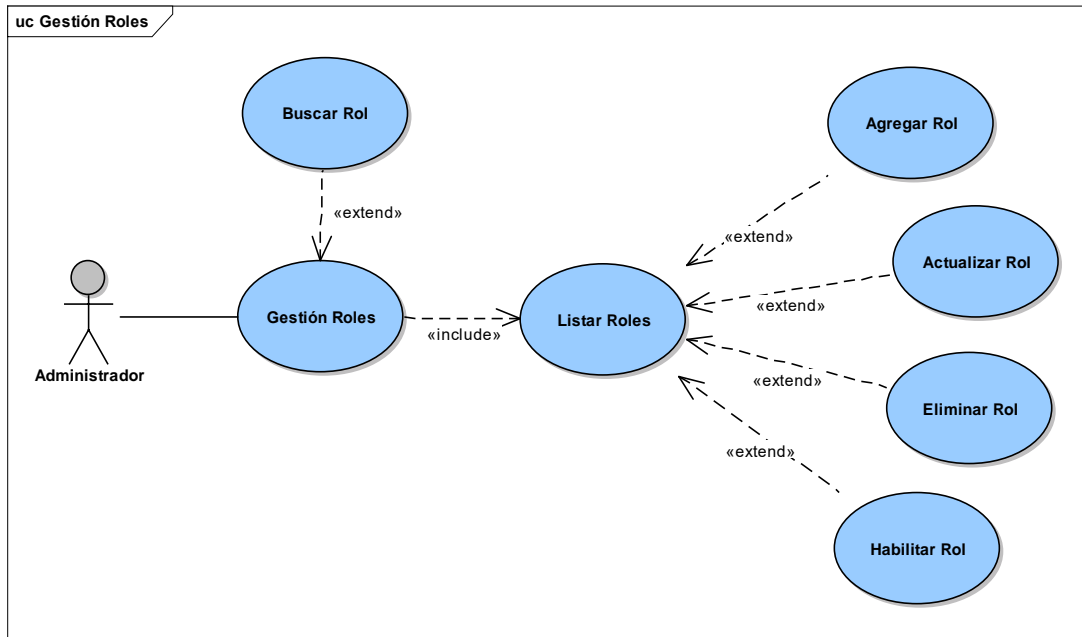 uc Gestión Roles
Buscar Rol
Agregar Rol
«extend»
«extend»
Actualizar Rol
«extend»
Gestión Roles
Listar Roles
«include»
Administrador
«extend»
Eliminar Rol
«extend»
Habilitar Rol